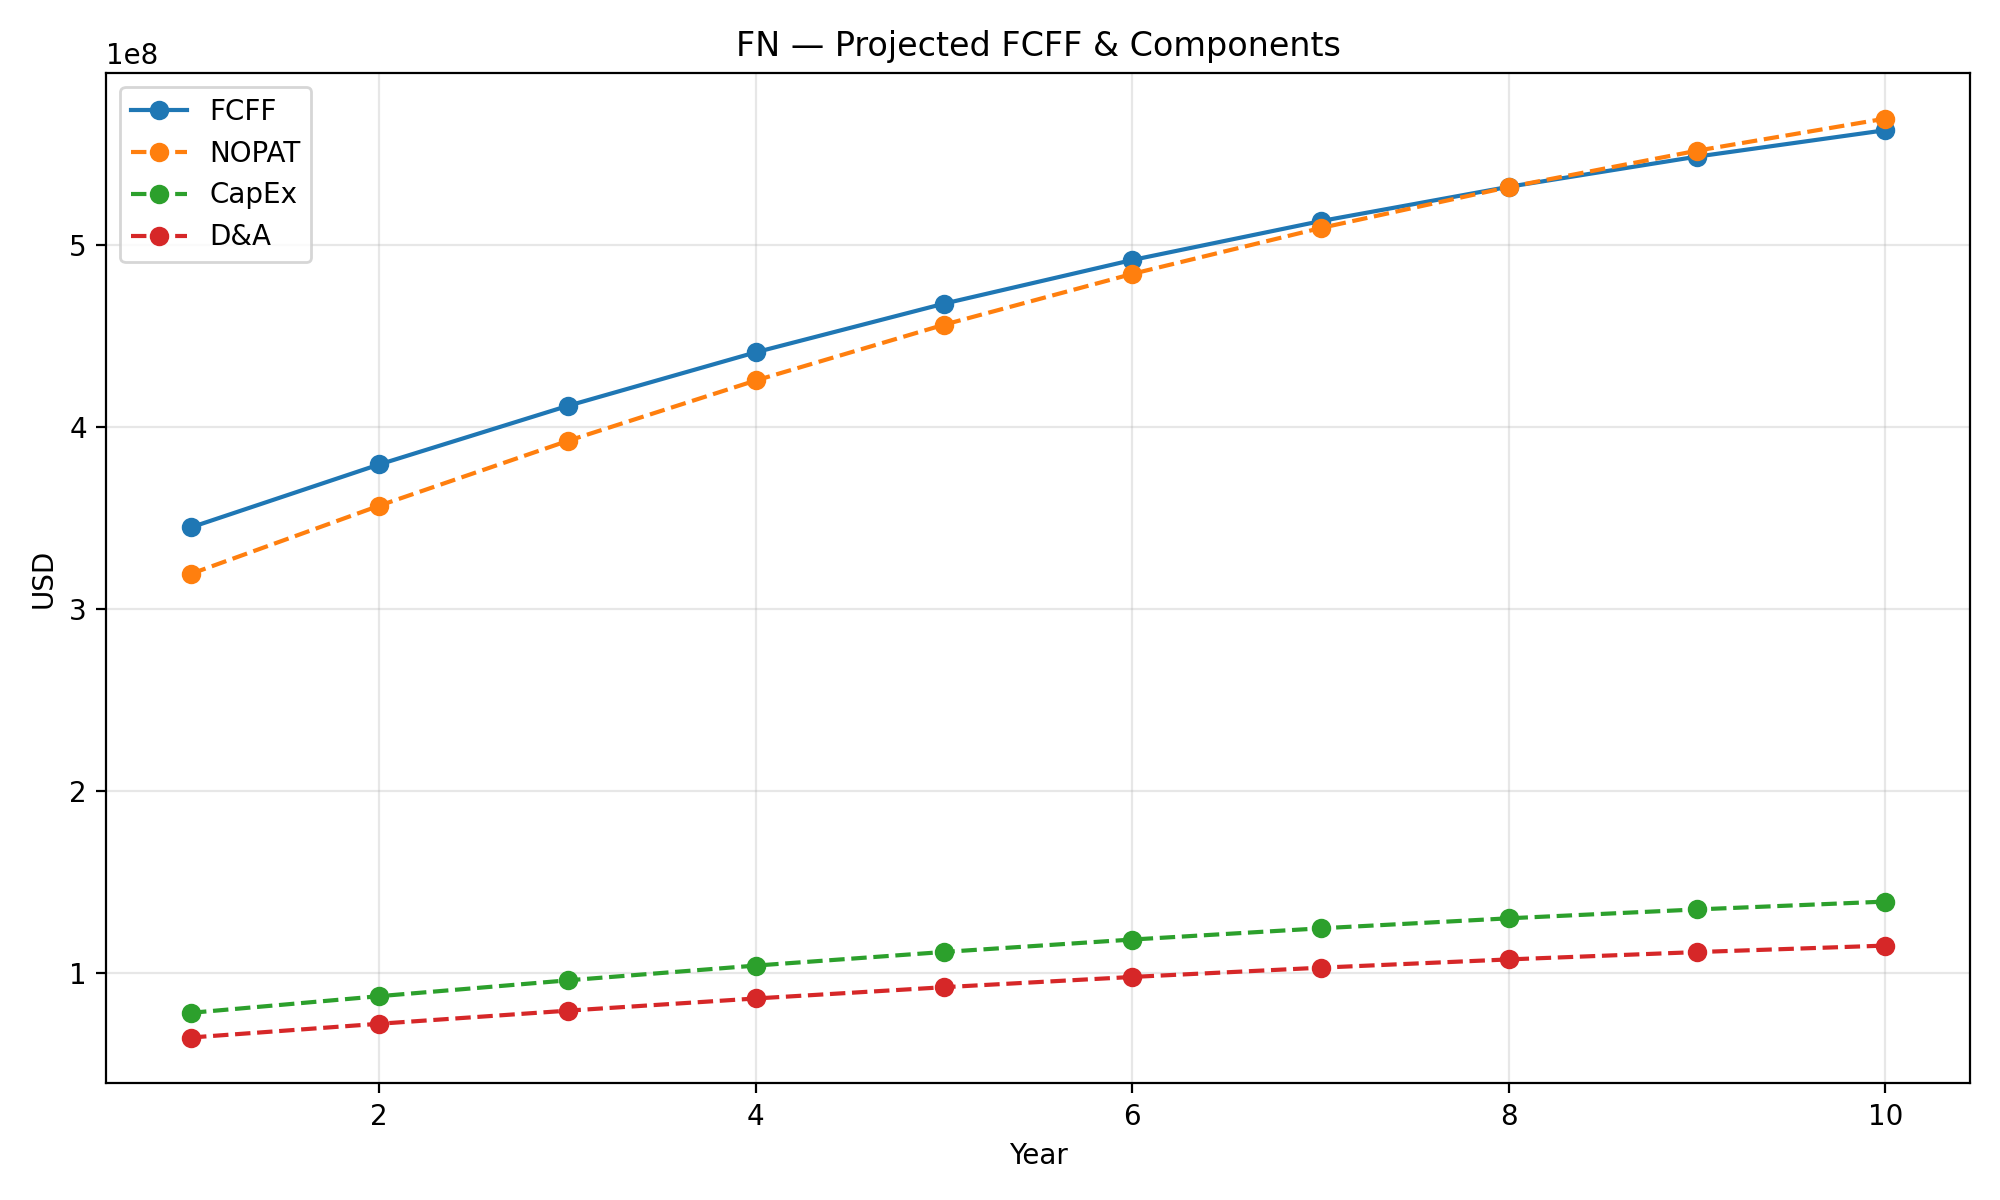 FN — Projected FCFF & Components
1e8
FCFF
NOPAT
CapEx
D&A
5
4
3
2
1
USD
2 4 6 8 10
Year